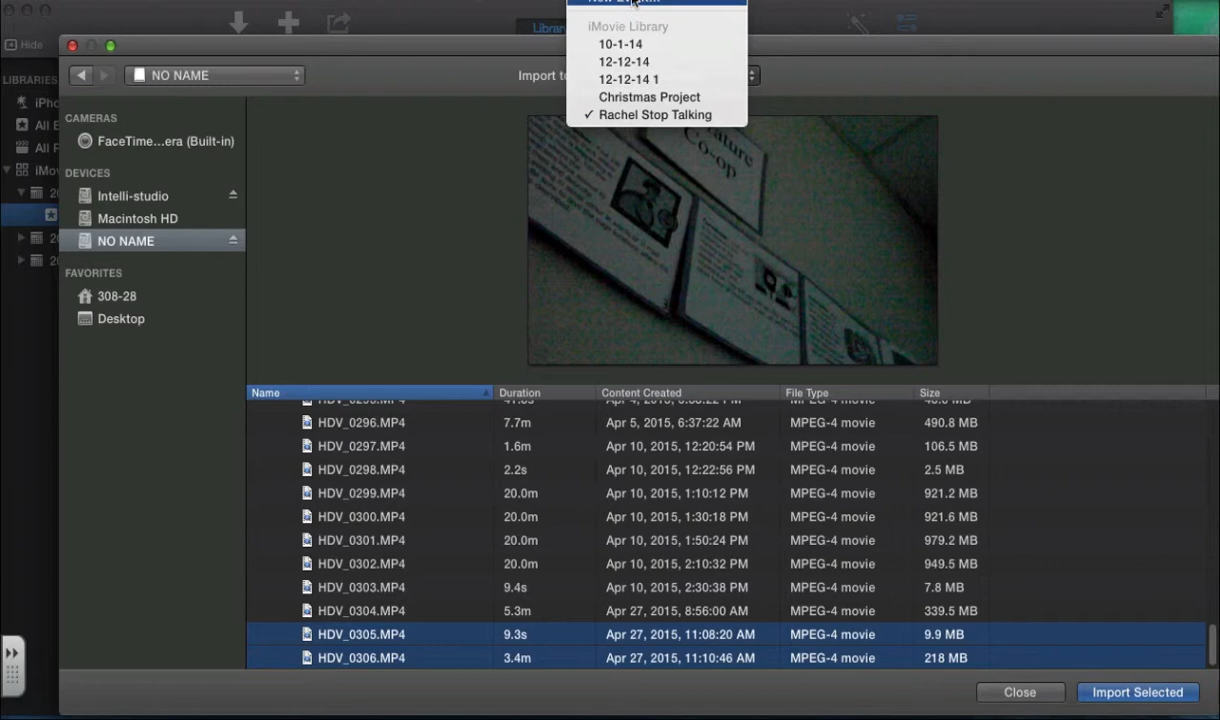 New Event...
Hide
Librari
iMovie Library
10-1-14
12-12-14
12-12-14 1
Christmas Project
✓ Rachel Stop Talking
NO NAME
Import to
LIBRARIES
iPho
All E
All F
iMov
20
20
20
CAMERAS
FaceTime...era (Built-in)
DEVICES
Intelli-studio
Macintosh HD
NO NAME
FAVORITES
308-28
Desktop
Co-op
Name Duration Content Created File Type Size
HDV_0296.MP4 7.7m Apr 5, 2015, 6:37:22 AM MPEG-4 movie 490.8 MB
HDV_0297.MP4 1.6m Apr 10, 2015, 12:20:54 PM MPEG-4 movie 106.5 MB
HDV_0298.MP4 2.2s Apr 10, 2015, 12:22:56 PM MPEG-4 movie 2.5 MB
HDV_0299.MP4 20.0m Apr 10, 2015, 1:10:12 PM MPEG-4 movie 921.2 MB
HDV_0300.MP4 20.0m Apr 10, 2015, 1:30:18 PM MPEG-4 movie 921.6 MB
HDV_0301.MP4 20.0m Apr 10, 2015, 1:50:24 PM MPEG-4 movie 979.2 MB
HDV_0302.MP4 20.0m Apr 10, 2015, 2:10:32 PM MPEG-4 movie 949.5 MB
HDV_0303.MP4 9.4s Apr 10, 2015, 2:30:38 PM MPEG-4 movie 7.8 MB
HDV_0304.MP4 5.3m Apr 27, 2015, 8:56:00 AM MPEG-4 movie 339.5 MB
HDV_0305.MP4 9.3s Apr 27, 2015, 11:08:20 AM MPEG-4 movie 9.9 MB
HDV_0306.MP4 3.4m Apr 27, 2015, 11:10:46 AM MPEG-4 movie 218 MB
Close Import Selected